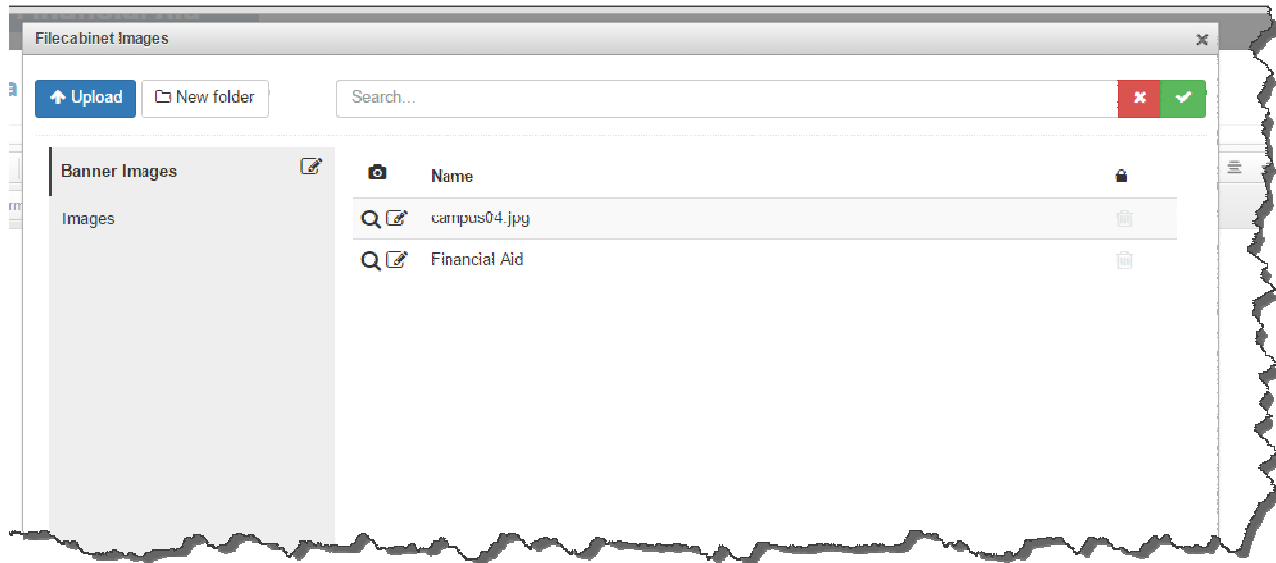 Filecabinet Images
Upload
New folder
Search...
Banner Images
Images
Name
campus04.jpg
Financial Aid